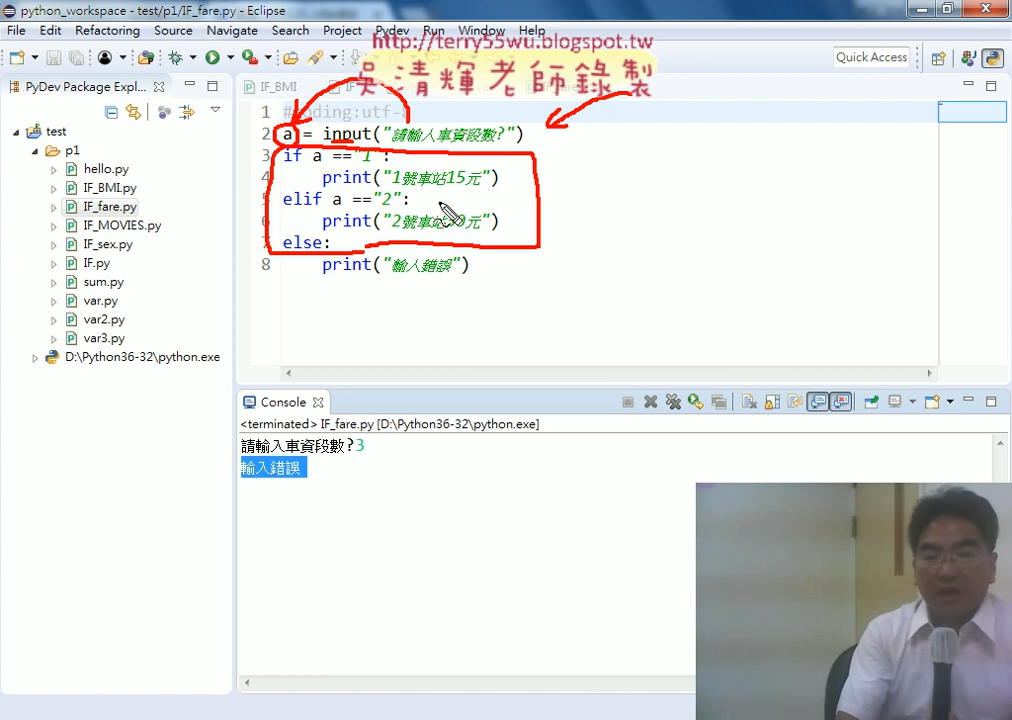 python_workspace - test/p1/IF_fare.py - Eclipse
File Edit Refactoring Source Navigate Search Project Pydev Run Window Help
http://terry55wu.blogspot.tw
吳清輝老師錄製
Quick Access
PyDev Package Expl...
IF_BMI
test
p1
hello.py
IF_BMI.py
IF_fare.py
IF_MOVIES.py
IF_sex.py
IF.py
sum.py
var.py
var2.py
var3.py
D:\Python36-32\python.exe
1 #coding:utf-8
2 a = input("請輸入車資段數?")
3 if a =="1":
4 print("1號車站15元")
5 elif a =="2":
6 print("2號車站30元")
7 else:
8 print("輸入錯誤")
Console
<terminated> IF_fare.py [D:\Python36-32\python.exe]
請輸入車資段數?3
輸入錯誤